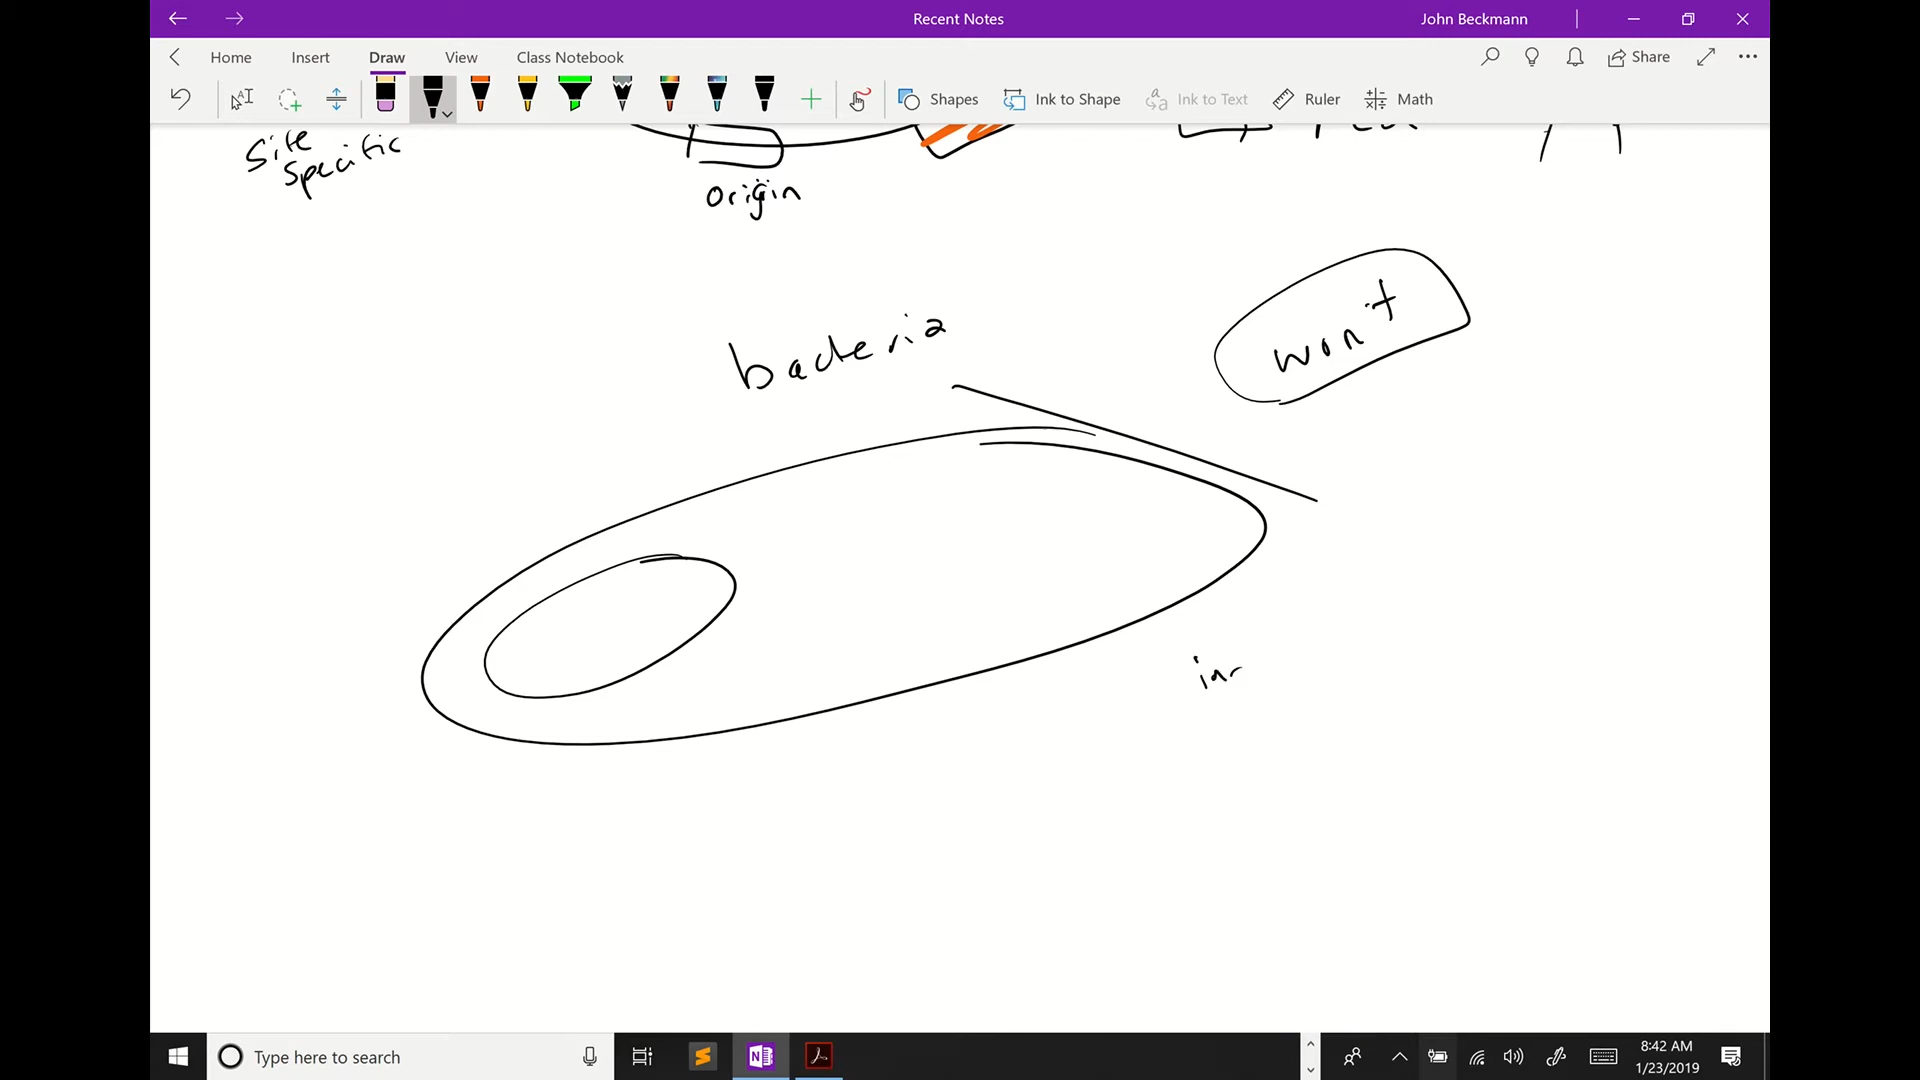 Recent Notes
John Beckmann
Home Insert Draw View Class Notebook
Share
Shapes Ink to Shape Ink to Text Ruler Math
Site
Specific
origin
won't
bacteria
Type here to search
8:42 AM
1/23/2019